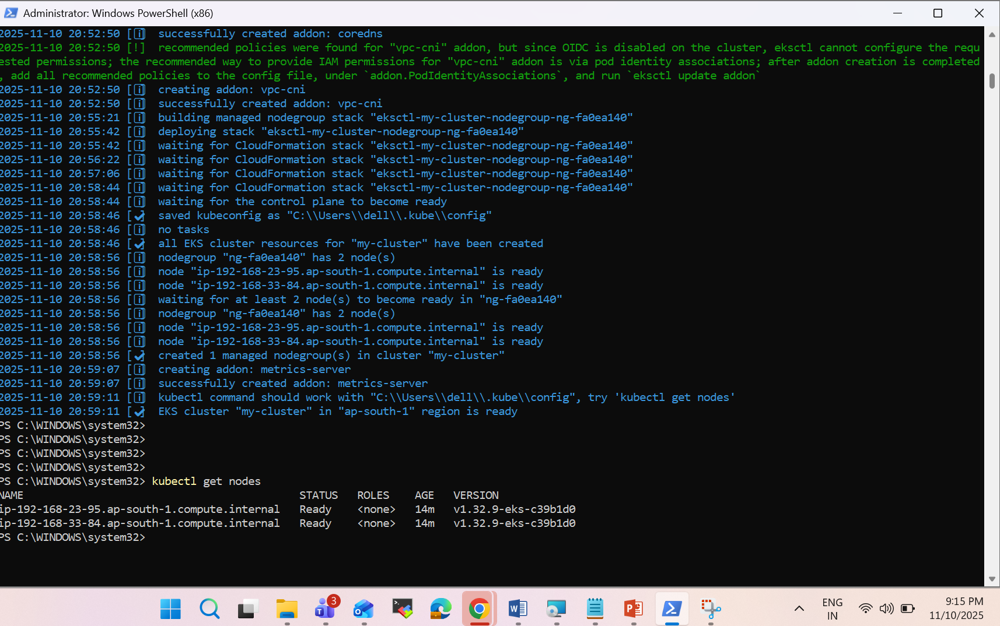 Administrator: Windows PowerShell (x86)
2025-11-10 20:52:50 [i]  successfully created addon: coredns
2025-11-10 20:52:50 [!]  recommended policies were found for "vpc-cni" addon, but since OIDC is disabled on the cluster, eksctl cannot configure the requ
ested permissions; the recommended way to provide IAM permissions for "vpc-cni" addon is via pod identity associations; after addon creation is completed
, add all recommended policies to the config file, under `addon.PodIdentityAssociations`, and run `eksctl update addon`
2025-11-10 20:52:50 [i]  creating addon: vpc-cni
2025-11-10 20:52:50 [i]  successfully created addon: vpc-cni
2025-11-10 20:55:21 [i]  building managed nodegroup stack "eksctl-my-cluster-nodegroup-ng-fa0ea140"
2025-11-10 20:55:42 [i]  deploying stack "eksctl-my-cluster-nodegroup-ng-fa0ea140"
2025-11-10 20:55:42 [i]  waiting for CloudFormation stack "eksctl-my-cluster-nodegroup-ng-fa0ea140"
2025-11-10 20:56:22 [i]  waiting for CloudFormation stack "eksctl-my-cluster-nodegroup-ng-fa0ea140"
2025-11-10 20:57:06 [i]  waiting for CloudFormation stack "eksctl-my-cluster-nodegroup-ng-fa0ea140"
2025-11-10 20:58:44 [i]  waiting for CloudFormation stack "eksctl-my-cluster-nodegroup-ng-fa0ea140"
2025-11-10 20:58:44 [i]  waiting for the control plane to become ready
2025-11-10 20:58:46 [✔]  saved kubeconfig as "C:\\Users\\dell\\.kube\\config"
2025-11-10 20:58:46 [i]  no tasks
2025-11-10 20:58:46 [✔]  all EKS cluster resources for "my-cluster" have been created
2025-11-10 20:58:56 [i]  nodegroup "ng-fa0ea140" has 2 node(s)
2025-11-10 20:58:56 [i]  node "ip-192-168-23-95.ap-south-1.compute.internal" is ready
2025-11-10 20:58:56 [i]  node "ip-192-168-33-84.ap-south-1.compute.internal" is ready
2025-11-10 20:58:56 [i]  waiting for at least 2 node(s) to become ready in "ng-fa0ea140"
2025-11-10 20:58:56 [i]  nodegroup "ng-fa0ea140" has 2 node(s)
2025-11-10 20:58:56 [i]  node "ip-192-168-23-95.ap-south-1.compute.internal" is ready
2025-11-10 20:58:56 [i]  node "ip-192-168-33-84.ap-south-1.compute.internal" is ready
2025-11-10 20:58:56 [✔]  created 1 managed nodegroup(s) in cluster "my-cluster"
2025-11-10 20:59:07 [i]  creating addon: metrics-server
2025-11-10 20:59:07 [i]  successfully created addon: metrics-server
2025-11-10 20:59:11 [i]  kubectl command should work with "C:\\Users\\dell\\.kube\\config", try 'kubectl get nodes'
2025-11-10 20:59:11 [✔]  EKS cluster "my-cluster" in "ap-south-1" region is ready
PS C:\WINDOWS\system32>
PS C:\WINDOWS\system32>
PS C:\WINDOWS\system32>
PS C:\WINDOWS\system32>
PS C:\WINDOWS\system32> kubectl get nodes
NAME STATUS ROLES AGE VERSION
ip-192-168-23-95.ap-south-1.compute.internal Ready <none> 14m v1.32.9-eks-c39b1d0
ip-192-168-33-84.ap-south-1.compute.internal Ready <none> 14m v1.32.9-eks-c39b1d0
PS C:\WINDOWS\system32>
3
ENG
IN
9:15 PM
11/10/2025